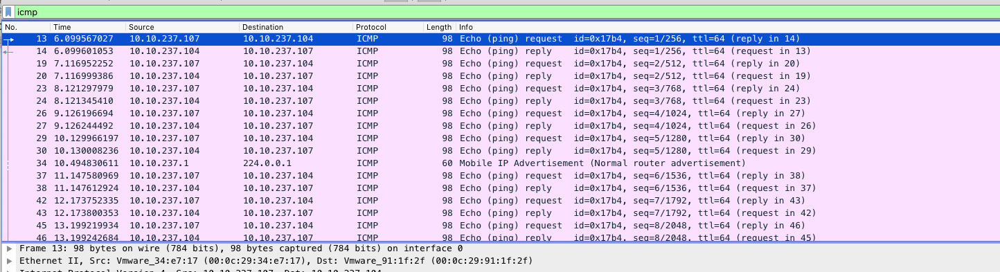 icmp
No. Time Source Destination Protocol Length Info
13 6.099567027 10.10.237.107 10.10.237.104 ICMP 98 Echo (ping) request id=0x17b4, seq=1/256, ttl=64 (reply in 14)
14 6.099601053 10.10.237.104 10.10.237.107 ICMP 98 Echo (ping) reply id=0x17b4, seq=1/256, ttl=64 (request in 13)
19 7.116952252 10.10.237.107 10.10.237.104 ICMP 98 Echo (ping) request id=0x17b4, seq=2/512, ttl=64 (reply in 20)
20 7.116999386 10.10.237.104 10.10.237.107 ICMP 98 Echo (ping) reply id=0x17b4, seq=2/512, ttl=64 (request in 19)
23 8.121297979 10.10.237.107 10.10.237.104 ICMP 98 Echo (ping) request id=0x17b4, seq=3/768, ttl=64 (reply in 24)
24 8.121345410 10.10.237.104 10.10.237.107 ICMP 98 Echo (ping) reply id=0x17b4, seq=3/768, ttl=64 (request in 23)
26 9.126196694 10.10.237.107 10.10.237.104 ICMP 98 Echo (ping) request id=0x17b4, seq=4/1024, ttl=64 (reply in 27)
27 9.126244492 10.10.237.104 10.10.237.107 ICMP 98 Echo (ping) reply id=0x17b4, seq=4/1024, ttl=64 (request in 26)
29 10.129966197 10.10.237.107 10.10.237.104 ICMP 98 Echo (ping) request id=0x17b4, seq=5/1280, ttl=64 (reply in 30)
30 10.130008236 10.10.237.104 10.10.237.107 ICMP 98 Echo (ping) reply id=0x17b4, seq=5/1280, ttl=64 (request in 29)
34 10.494830611 10.10.237.1 224.0.0.1 ICMP 60 Mobile IP Advertisement (Normal router advertisement)
37 11.147580969 10.10.237.107 10.10.237.104 ICMP 98 Echo (ping) request id=0x17b4, seq=6/1536, ttl=64 (reply in 38)
38 11.147612924 10.10.237.104 10.10.237.107 ICMP 98 Echo (ping) reply id=0x17b4, seq=6/1536, ttl=64 (request in 37)
42 12.173752335 10.10.237.107 10.10.237.104 ICMP 98 Echo (ping) request id=0x17b4, seq=7/1792, ttl=64 (reply in 43)
43 12.173800353 10.10.237.104 10.10.237.107 ICMP 98 Echo (ping) reply id=0x17b4, seq=7/1792, ttl=64 (request in 42)
45 13.199219934 10.10.237.107 10.10.237.104 ICMP 98 Echo (ping) request id=0x17b4, seq=8/2048, ttl=64 (reply in 46)
46 13.199242684 10.10.237.104 10.10.237.107 ICMP 98 Echo (ping) reply id=0x17b4, seq=8/2048, ttl=64 (request in 45)
Frame 13: 98 bytes on wire (784 bits), 98 bytes captured (784 bits) on interface 0
Ethernet II, Src: Vmware_34:e7:17 (00:0c:29:34:e7:17), Dst: Vmware_91:1f:2f (00:0c:29:91:1f:2f)
Internet Protocol Version 4, Src: 10.10.237.107, Dst: 10.10.237.104